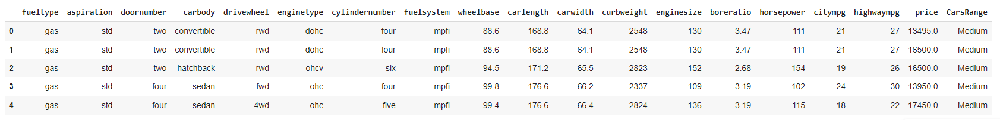 fueltype aspiration doornumber carbody drivewheel enginetype cylindernumber fuelsystem wheelbase carlength carwidth curbweight enginesize boreratio horsepower citympg highwaympg price CarsRange
0 gas std two convertible rwd dohc four mpfi 88.6 168.8 64.1 2548 130 3.47 111 21 27 13495.0 Medium
1 gas std two convertible rwd dohc four mpfi 88.6 168.8 64.1 2548 130 3.47 111 21 27 16500.0 Medium
2 gas std two hatchback rwd ohcv six mpfi 94.5 171.2 65.5 2823 152 2.68 154 19 26 16500.0 Medium
3 gas std four sedan fwd ohc four mpfi 99.8 176.6 66.2 2337 109 3.19 102 24 30 13950.0 Medium
4 gas std four sedan 4wd ohc five mpfi 99.4 176.6 66.4 2824 136 3.19 115 18 22 17450.0 Medium